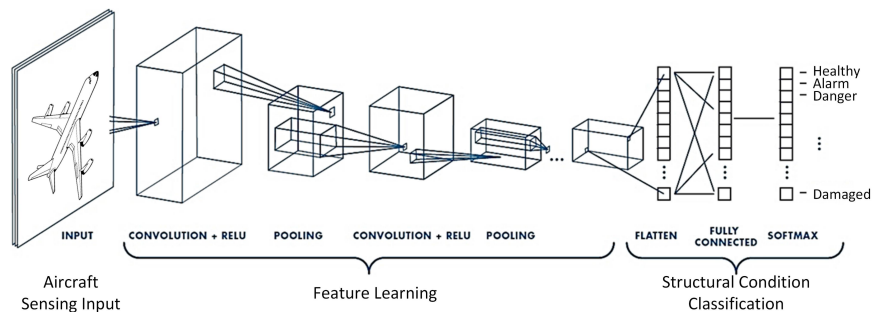 Healthy
Alarm
Danger
...
Damaged
INPUT
CONVOLUTION + RELU
POOLING
CONVOLUTION + RELU
POOLING
FLATTEN
FULLY
CONNECTED
SOFTMAX
Aircraft
Sensing Input
Feature Learning
Structural Condition
Classification